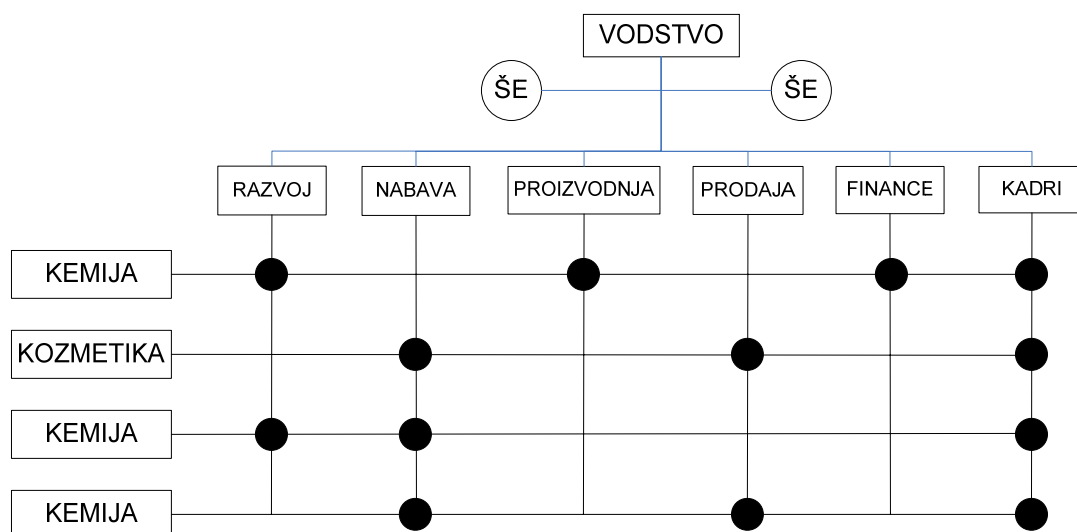 VODSTVO
ŠE
ŠE
RAZVOJ
NABAVA
PROIZVODNJA
PRODAJA
FINANCE
KADRI
KEMIJA
KOZMETIKA
KEMIJA
KEMIJA